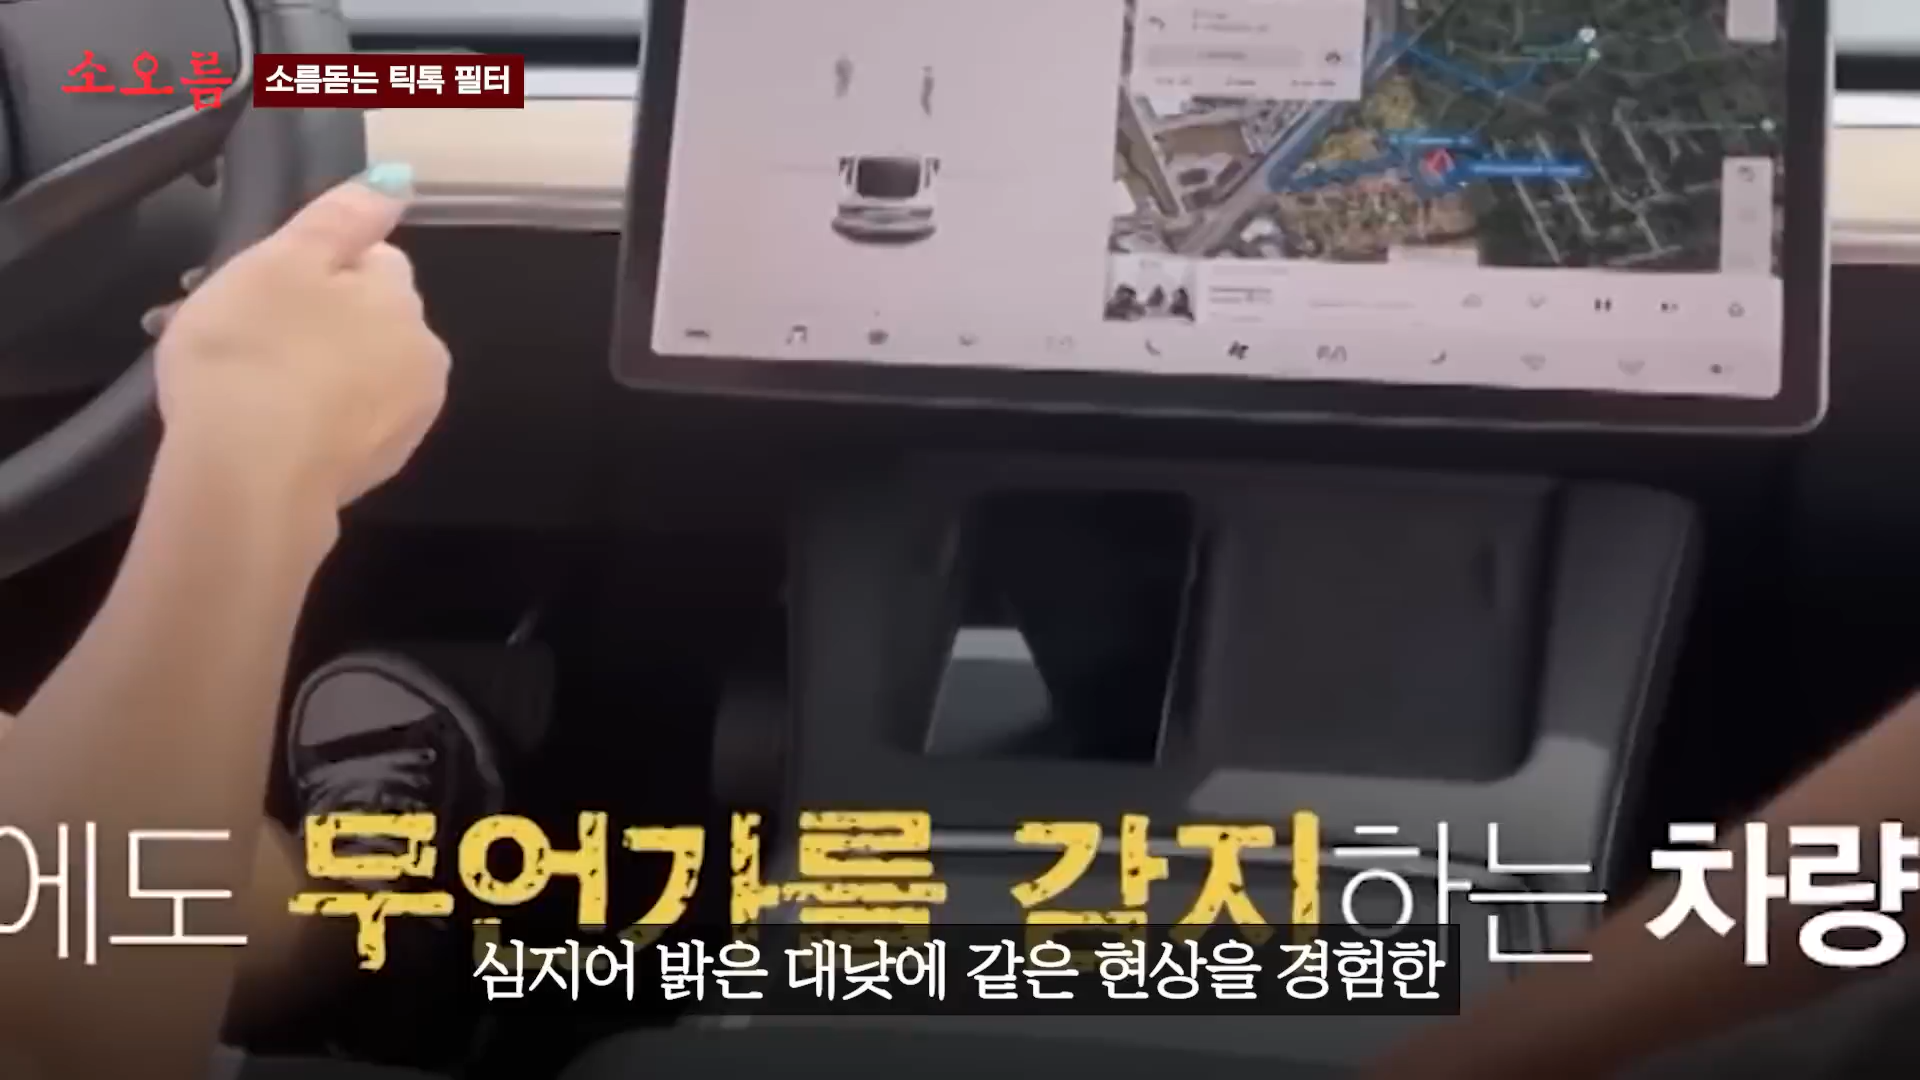 소오름
소름돋는 틱톡 필터
에도 무언가를 감지하는 차량
심지어 밝은 대낮에 같은 현상을 경험한